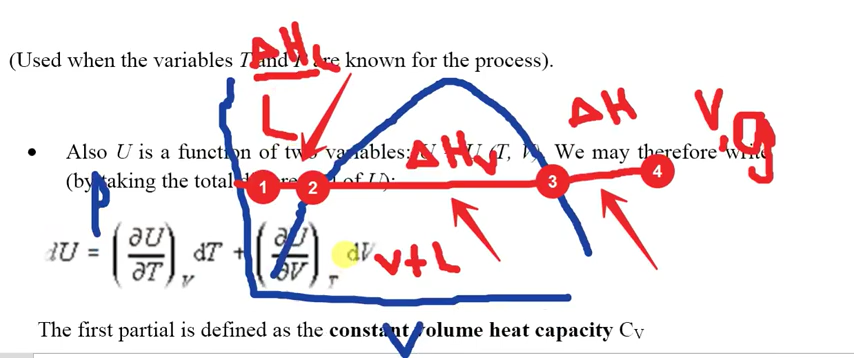 (Used when the variables T and are known for the process).
ΔHL
L
ΔH V,g
• Also U is a function of two variables: U (T, V). We may therefore write
ΔHv
(by taking the total of U):
1 2 3 4
P
dU = (∂U/∂T)V dT + (∂U/∂V)T dV
V+L
The first partial is defined as the constant volume heat capacity CV
V